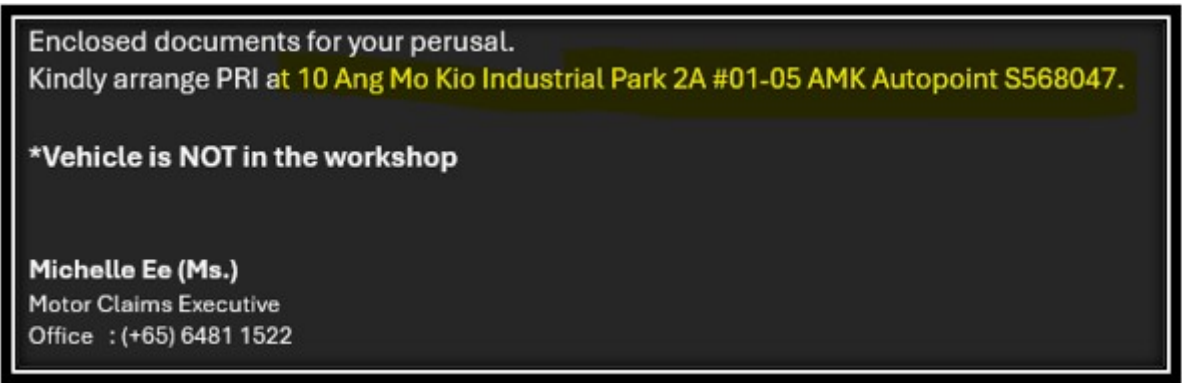 Enclosed documents for your perusal.
Kindly arrange PRI at 10 Ang Mo Kio Industrial Park 2A #01-05 AMK Autopoint S568047.
*Vehicle is NOT in the workshop
Michelle Ee (Ms.)
Motor Claims Executive
Office : (+65) 6481 1522